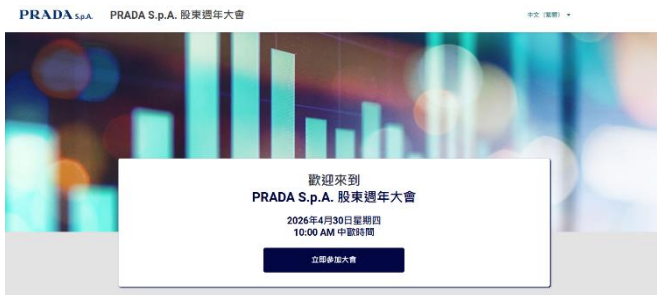 PRADA S.p.A. PRADA S.p.A. 股東週年大會 中文（繁體）
歡迎來到
PRADA S.p.A. 股東週年大會
2026年4月30日星期四
10:00 AM 中歐時間
立即參加大會